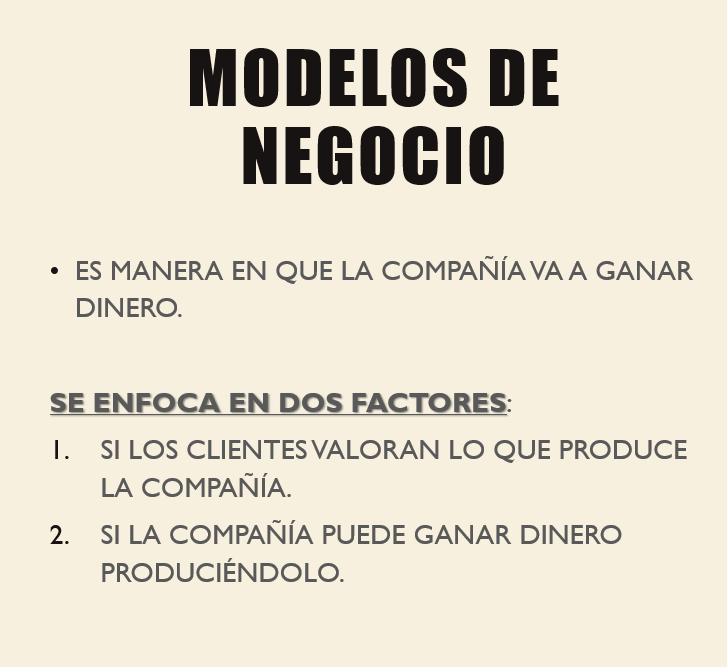 MODELOS DE
NEGOCIO
• ES MANERA EN QUE LA COMPAÑÍA VA A GANAR
DINERO.
SE ENFOCA EN DOS FACTORES:
1. SI LOS CLIENTES VALORAN LO QUE PRODUCE
LA COMPAÑÍA.
2. SI LA COMPAÑÍA PUEDE GANAR DINERO
PRODUCIÉNDOLO.